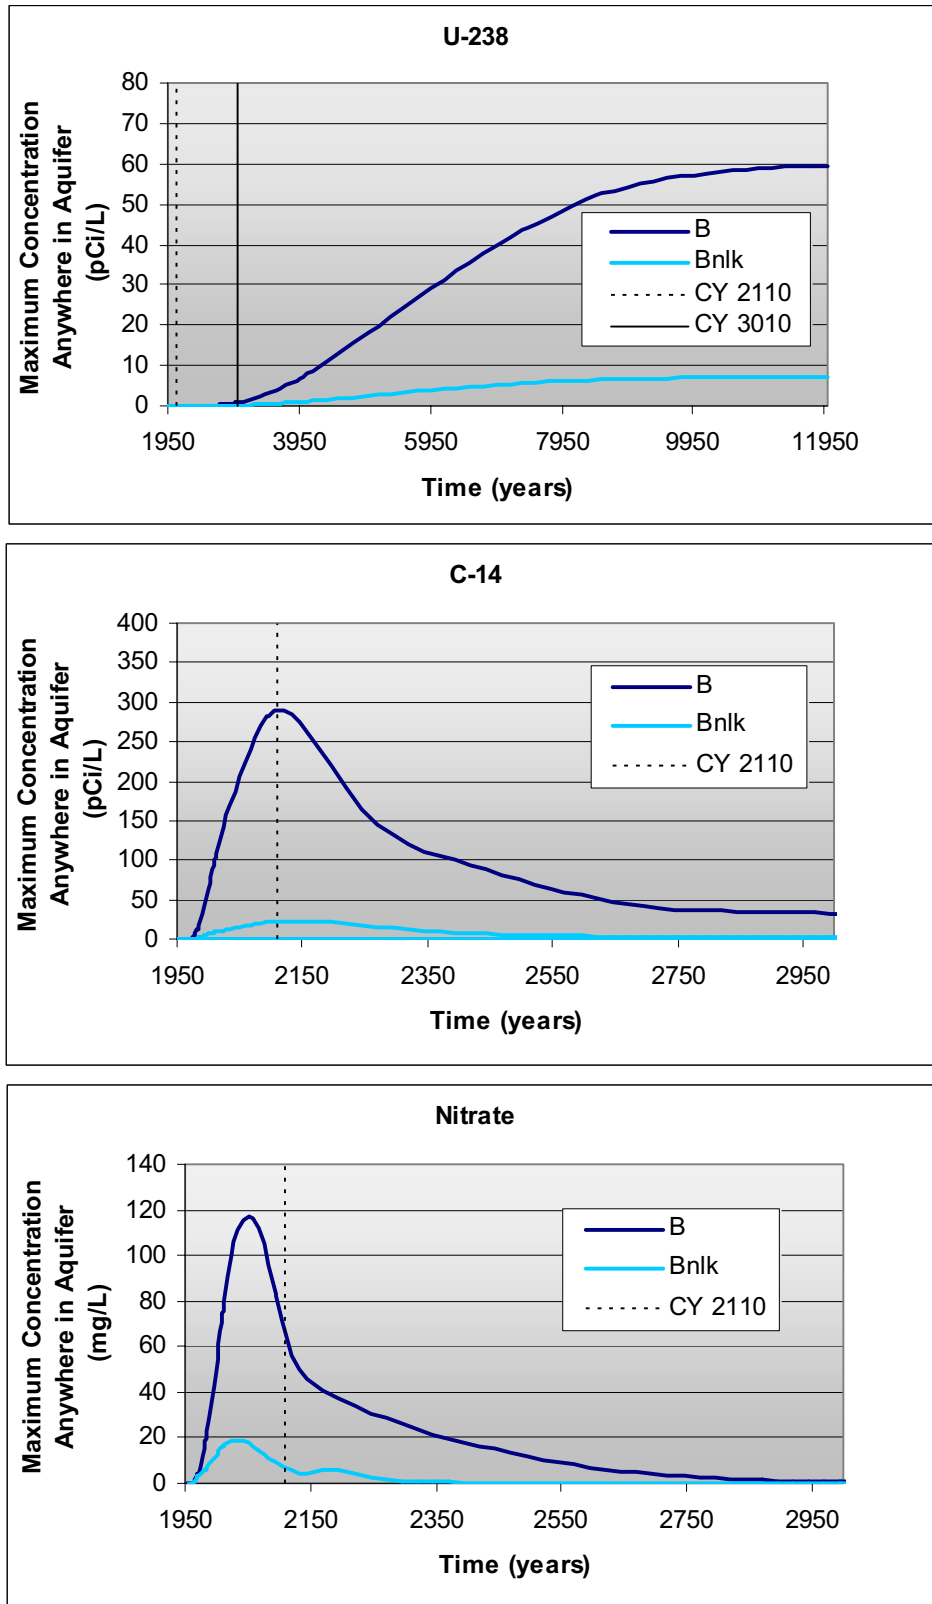 U-238
Maximum Concentration
Anywhere in Aquifer
(pCi/L)
80
70
60
50
40
30
20
10
0
B
Bnlk
CY 2110
CY 3010
1950 3950 5950 7950 9950 11950
Time (years)
C-14
Maximum Concentration
Anywhere in Aquifer
(pCi/L)
400
350
300
250
200
150
100
50
0
B
Bnlk
CY 2110
1950 2150 2350 2550 2750 2950
Time (years)
Nitrate
Maximum Concentration
Anywhere in Aquifer
(mg/L)
140
120
100
80
60
40
20
0
B
Bnlk
CY 2110
1950 2150 2350 2550 2750 2950
Time (years)